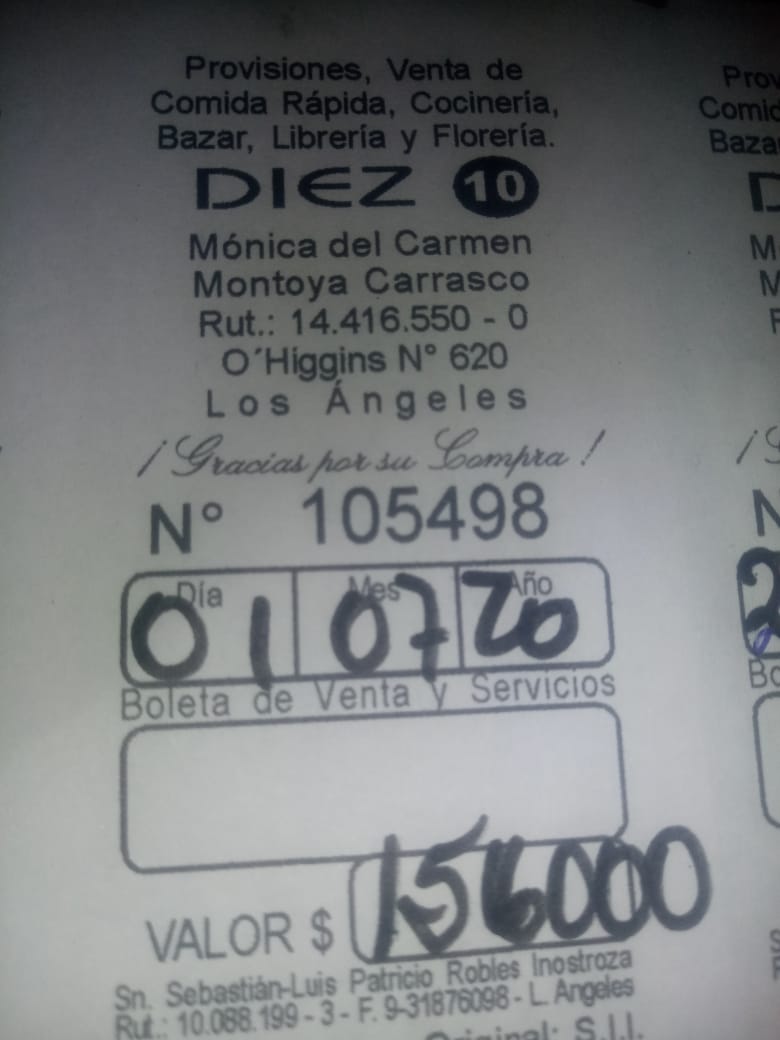 Provisiones, Venta de
Comida Rápida, Cocinería,
Bazar, Librería y Florería.
DIEZ 10
Mónica del Carmen
Montoya Carrasco
Rut.: 14.416.550 - 0
O´Higgins N° 620
Los Ángeles
¡Gracias por su Compra!
N° 105498
Día Mes Año
01 07 20
Boleta de Venta y Servicios
VALOR $ 156000
Sn. Sebastián-Luis Patricio Robles Inostroza
Rut.: 10.088.199 - 3 - F. 9-31876098 - L. Angeles
Original: S.I.I.